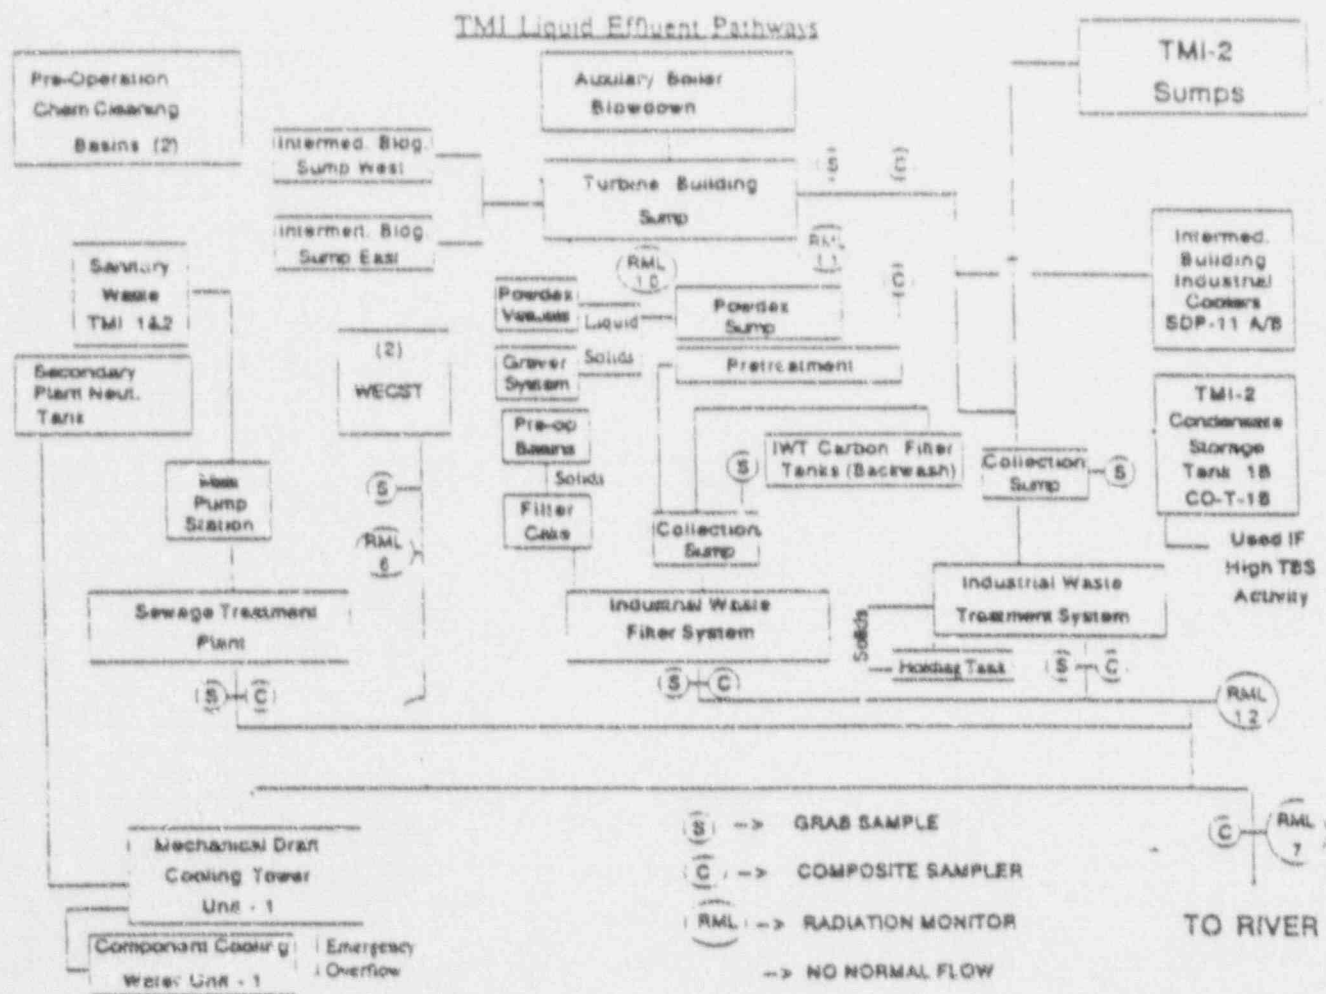 TMI Liquid Effluent Pathways
Pre-Operation
Chem Cleaning
Basins (2)
Auxilary Boiler
Blowdown
TMI-2
Sumps
Intermed. Bldg.
Sump West
Turbine Building
Sump
S
C
Intermed. Bldg.
Sump East
Sanitary
Waste
TMI 1&2
RML
10
RML
C
Intermed.
Building
Industrial
Coolers
SDP-11 A/B
Powdex
Vessels
Liquid
Powdex
Sump
Secondary
Plant Neut.
Tank
(2)
WECST
Graver
System
Solids
Pretreatment
TMI-2
Condensate
Storage
Tank 1B
CO-T-1B
Pre-op
Basins
Solids
IWT Carbon Filter
Tanks (Backwash)
S
Collection
Sump
S
Pump
Station
S
RML
6
Filter
Cake
Collection
Sump
Used IF
High TBS
Activity
Sewage Treatment
Plant
Industrial Waste
Filter System
Industrial Waste
Treatment System
Solids
Holding Tank
S
C
S
C
S
C
RML
12
Mechanical Draft
Cooling Tower
Unit - 1
Component Cooling
Water Unit - 1
Emergency
Overflow
S -> GRAB SAMPLE
C -> COMPOSITE SAMPLER
RML -> RADIATION MONITOR
-> NO NORMAL FLOW
C
RML
7
TO RIVER